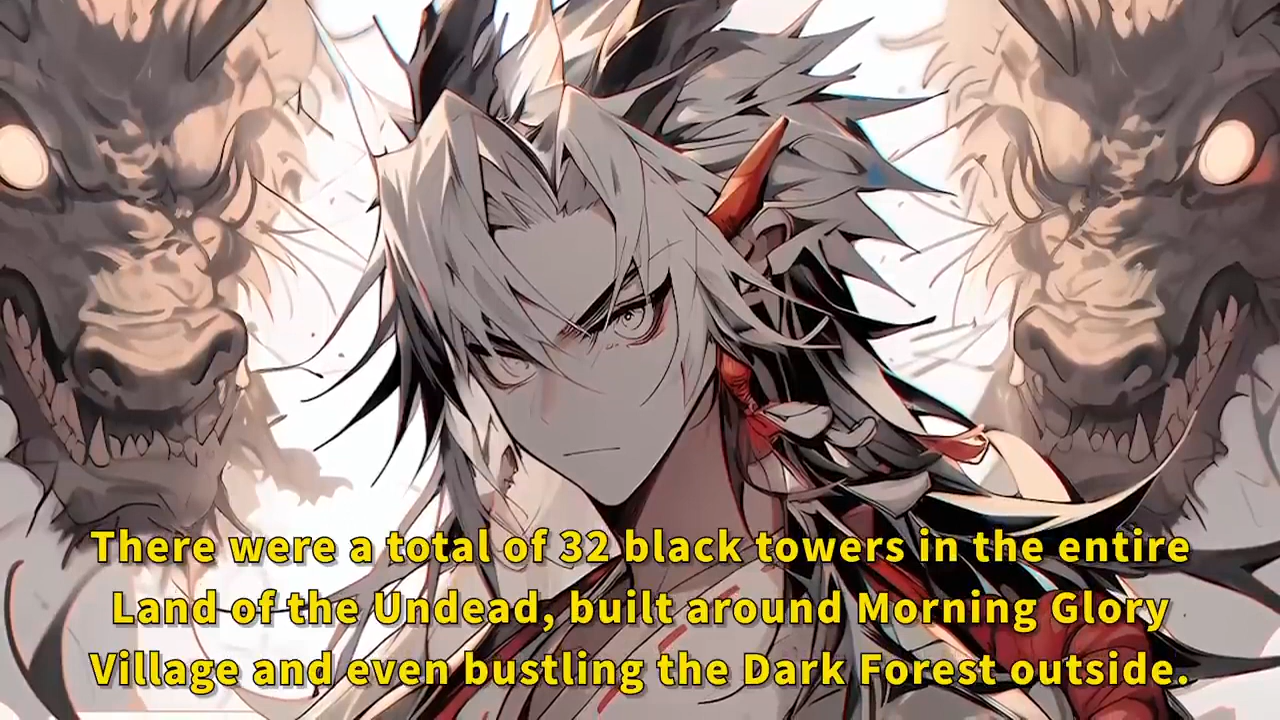 There were a total of 32 black towers in the entire
Land of the Undead, built around Morning Glory
Village and even bustling the Dark Forest outside.